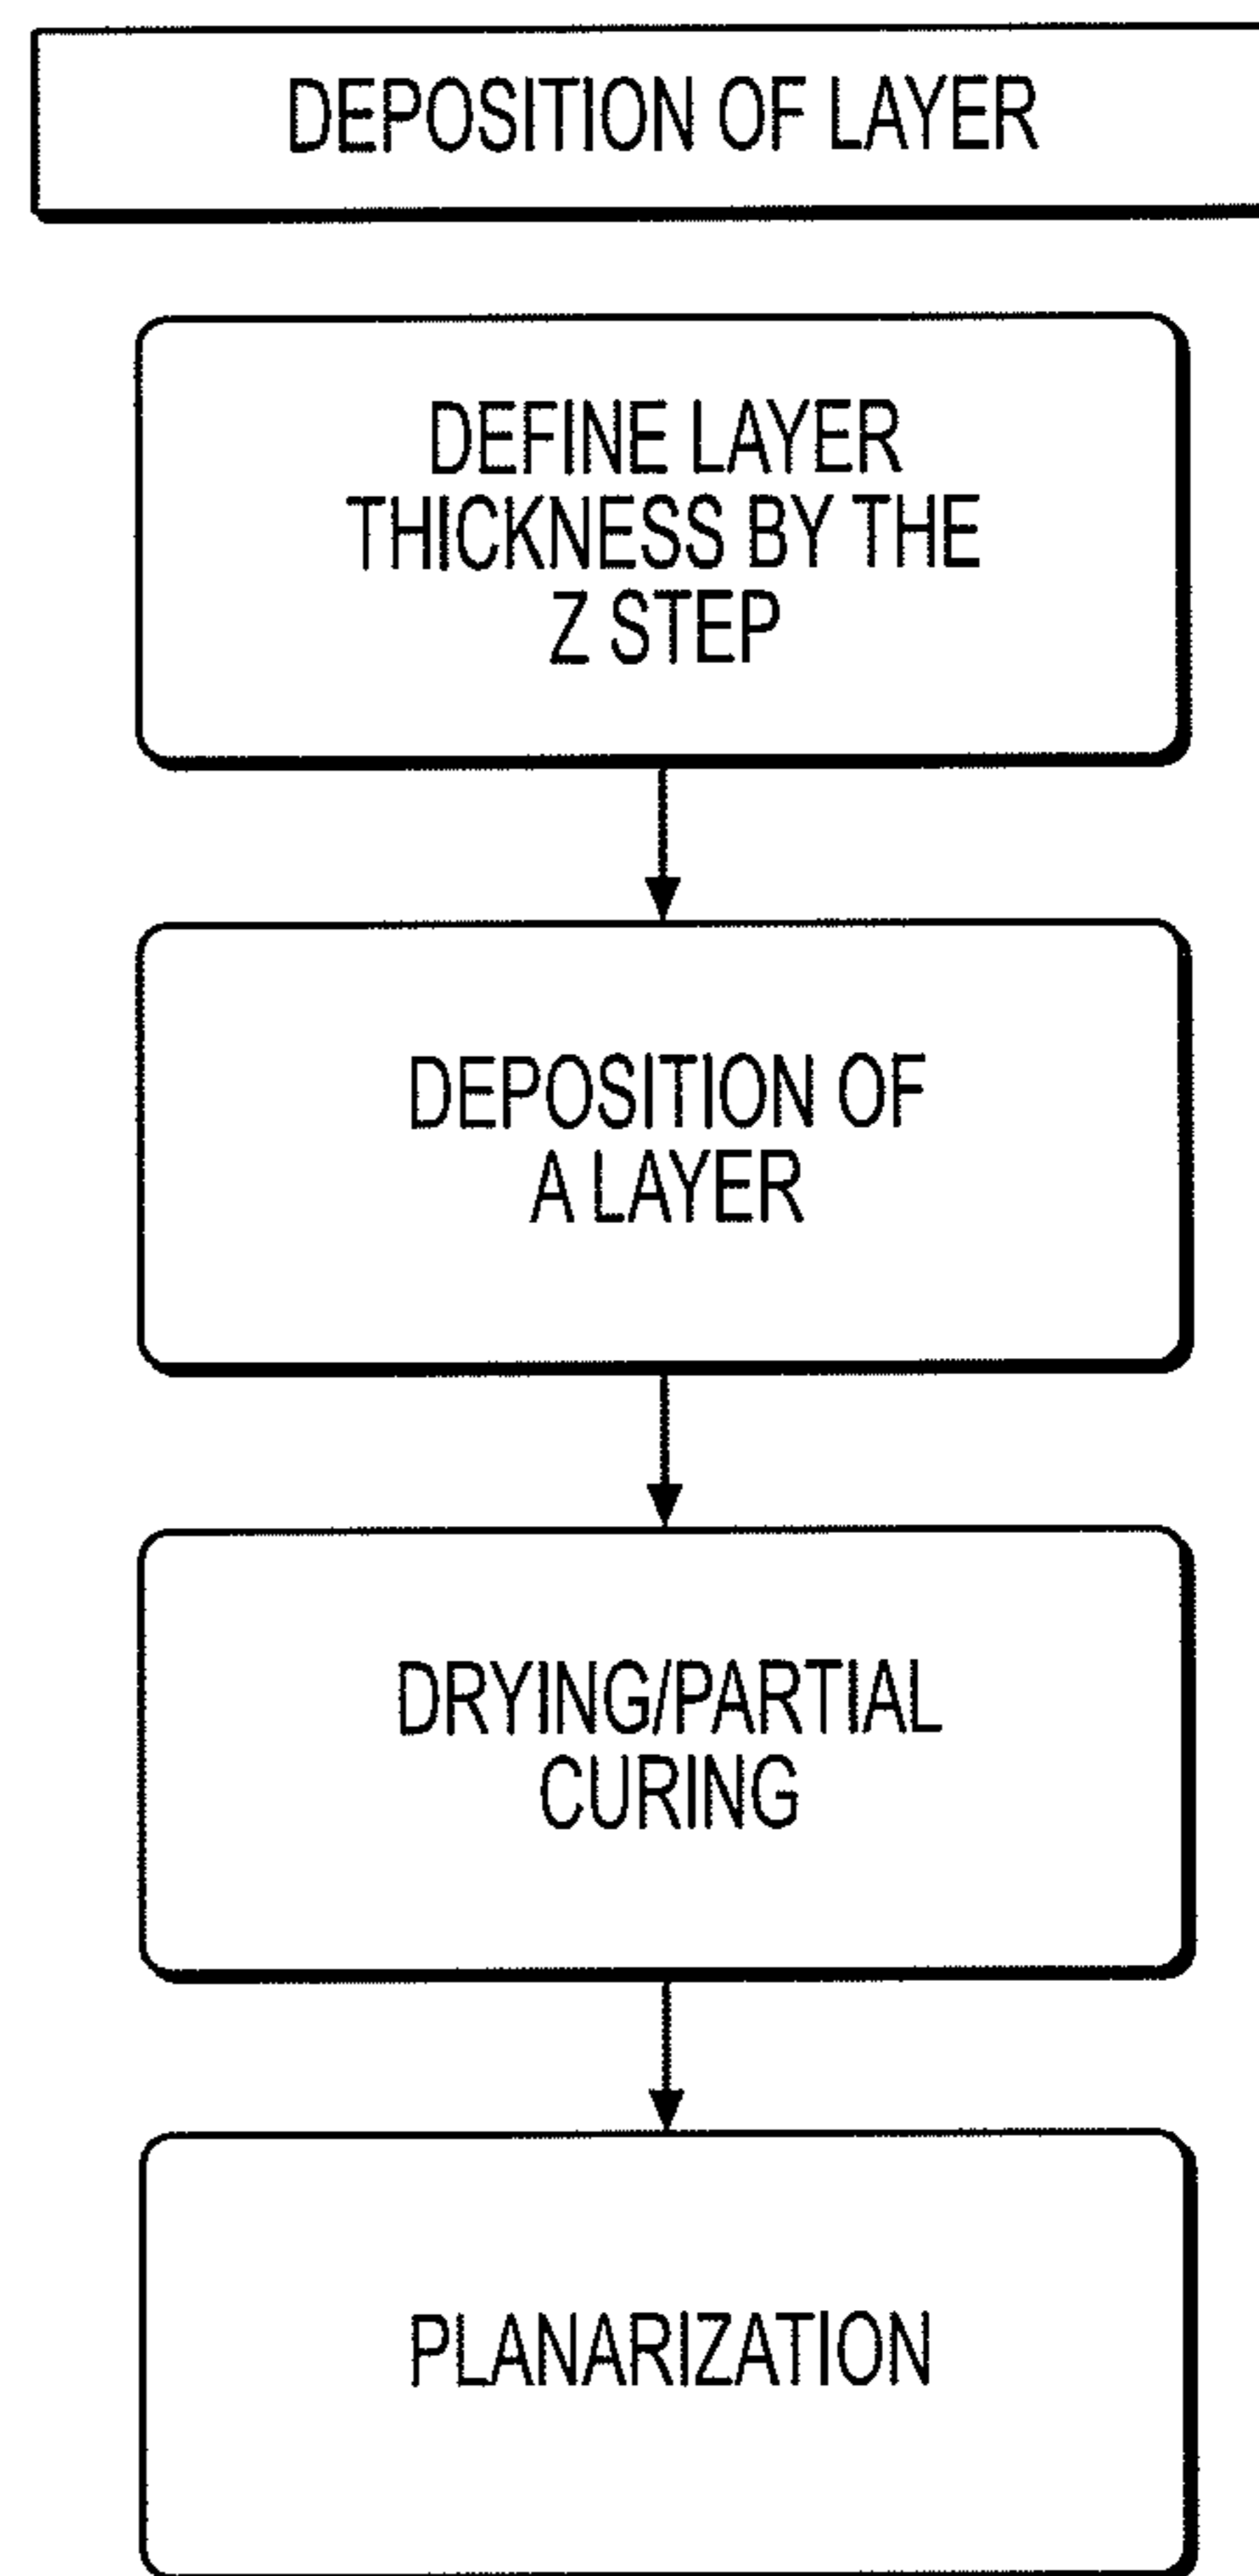 DEPOSITION OF LAYER
DEFINE LAYER
THICKNESS BY THE
Z STEP
DEPOSITION OF
A LAYER
DRYING/PARTIAL
CURING
PLANARIZATION